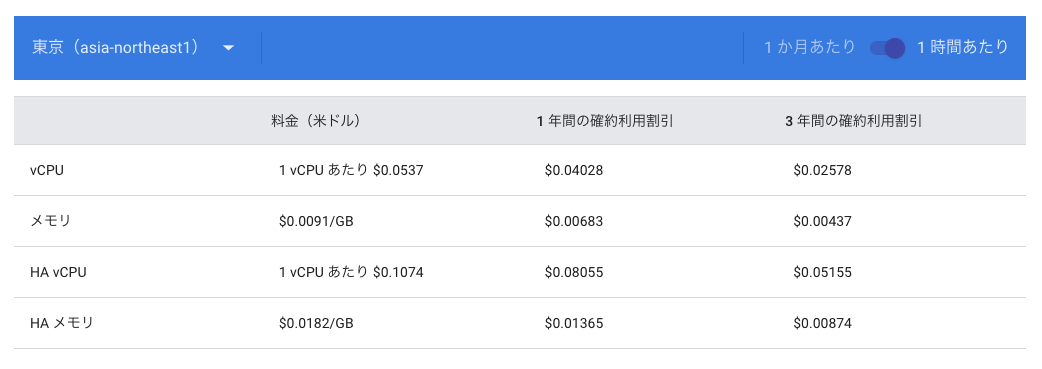 東京（asia-northeast1） 1 か月あたり 1 時間あたり
料金（米ドル） 1 年間の確約利用割引 3 年間の確約利用割引
vCPU 1 vCPU あたり $0.0537 $0.04028 $0.02578
メモリ $0.0091/GB $0.00683 $0.00437
HA vCPU 1 vCPU あたり $0.1074 $0.08055 $0.05155
HA メモリ $0.0182/GB $0.01365 $0.00874